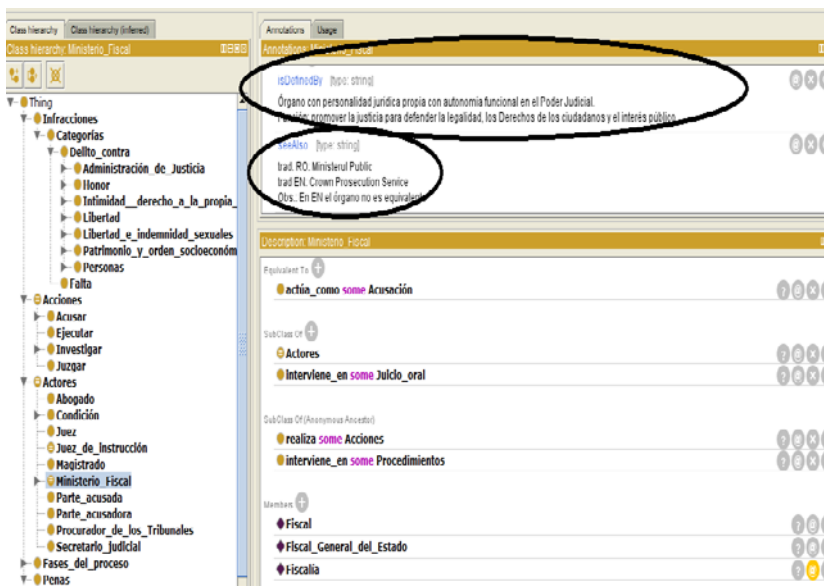 Class hierarchy
Class hierarchy (inferred)
Class hierarchy: Ministerio_Fiscal
Thing
Infracciones
Categorías
Delito_contra
Administración_de_Justicia
Honor
Intimidad__derecho_a_la_propia_
Libertad
Libertad_e_indemnidad_sexuales
Patrimonio_y_orden_socioeconóm
Personas
Falta
Acciones
Acusar
Ejecutar
Investigar
Juzgar
Actores
Abogado
Condición
Juez
Juez_de_instrucción
Magistrado
Ministerio_Fiscal
Parte_acusada
Parte_acusadora
Procurador_de_los_Tribunales
Secretario_judicial
Fases_del_proceso
Penas
Annotations
Usage
Annotations: Ministerio_Fiscal
isDefinedBy [type: string]
Órgano con personalidad jurídica propia con autonomía funcional en el Poder Judicial.
Función: promover la justicia para defender la legalidad, los Derechos de los ciudadanos y el interés público.
seeAlso [type: string]
trad. RO. Ministerul Public
trad EN. Crown Prosecution Service
Obs.. En EN el órgano no es equivalente
Description: Ministerio_Fiscal
Equivalent To
actúa_como some Acusación
SubClass Of
Actores
interviene_en some Juicio_oral
SubClass Of (Anonymous Ancestor)
realiza some Acciones
interviene_en some Procedimientos
Members
Fiscal
Fiscal_General_del_Estado
Fiscalía